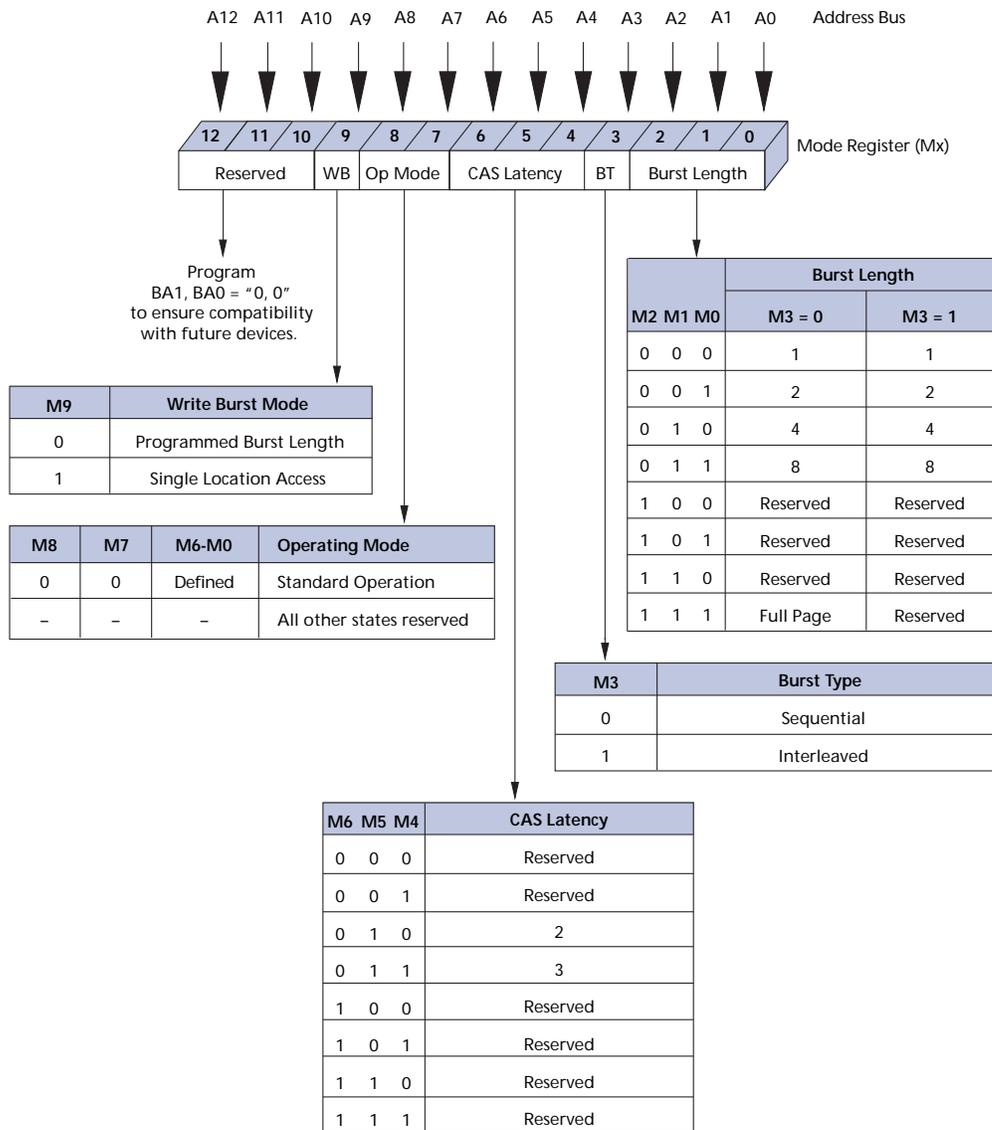 A12 A11 A10 A9 A8 A7 A6 A5 A4 A3 A2 A1 A0 Address Bus
12 11 10 9 8 7 6 5 4 3 2 1 0
Mode Register (Mx)
Reserved WB Op Mode CAS Latency BT Burst Length
Program
BA1, BA0 = “0, 0”
to ensure compatibility
with future devices.
Burst Length
M2 M1 M0 M3 = 0 M3 = 1
0 0 0 1 1
0 0 1 2 2
0 1 0 4 4
0 1 1 8 8
1 0 0 Reserved Reserved
1 0 1 Reserved Reserved
1 1 0 Reserved Reserved
1 1 1 Full Page Reserved
M9 Write Burst Mode
0 Programmed Burst Length
1 Single Location Access
M8 M7 M6-M0 Operating Mode
0 0 Defined Standard Operation
– – – All other states reserved
M3 Burst Type
0 Sequential
1 Interleaved
M6 M5 M4 CAS Latency
0 0 0 Reserved
0 0 1 Reserved
0 1 0 2
0 1 1 3
1 0 0 Reserved
1 0 1 Reserved
1 1 0 Reserved
1 1 1 Reserved